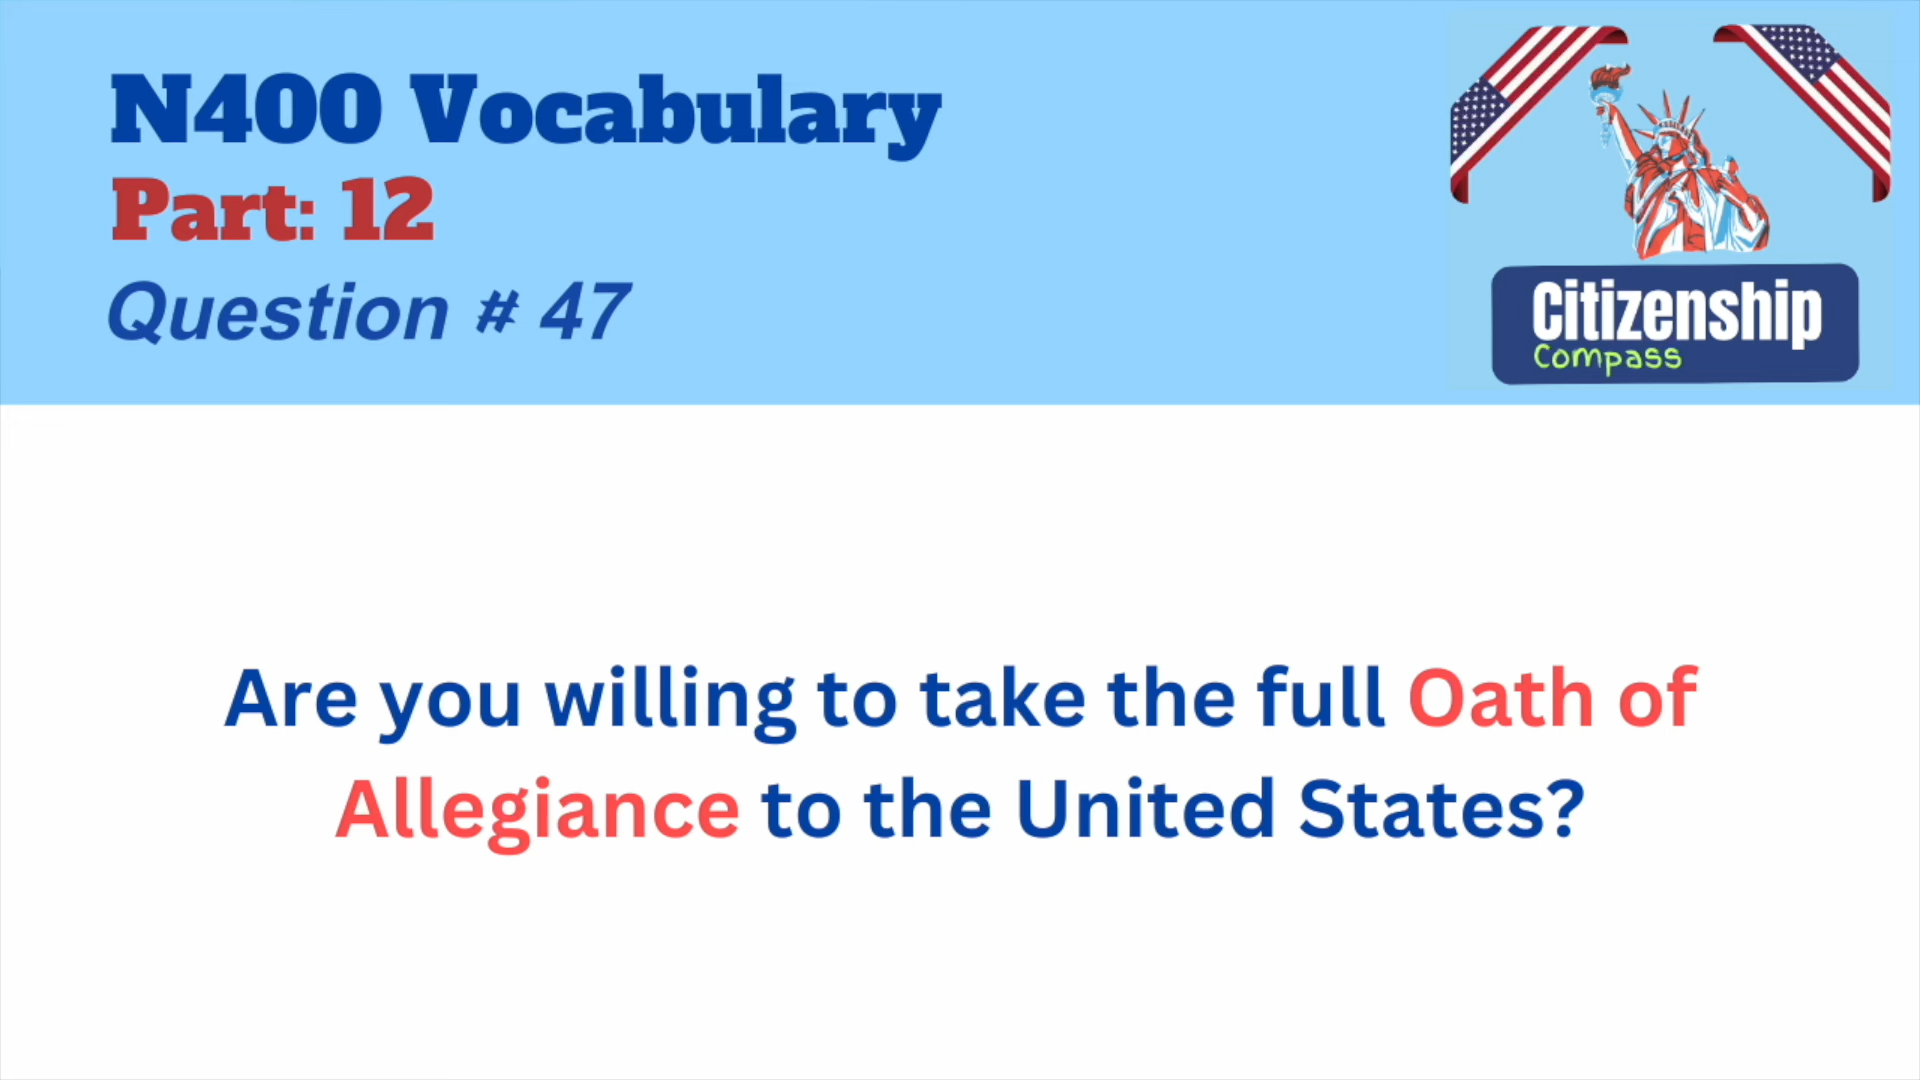 N400 Vocabulary
Part: 12
Question # 47
Citizenship
Compass
Are you willing to take the full Oath of
Allegiance to the United States?